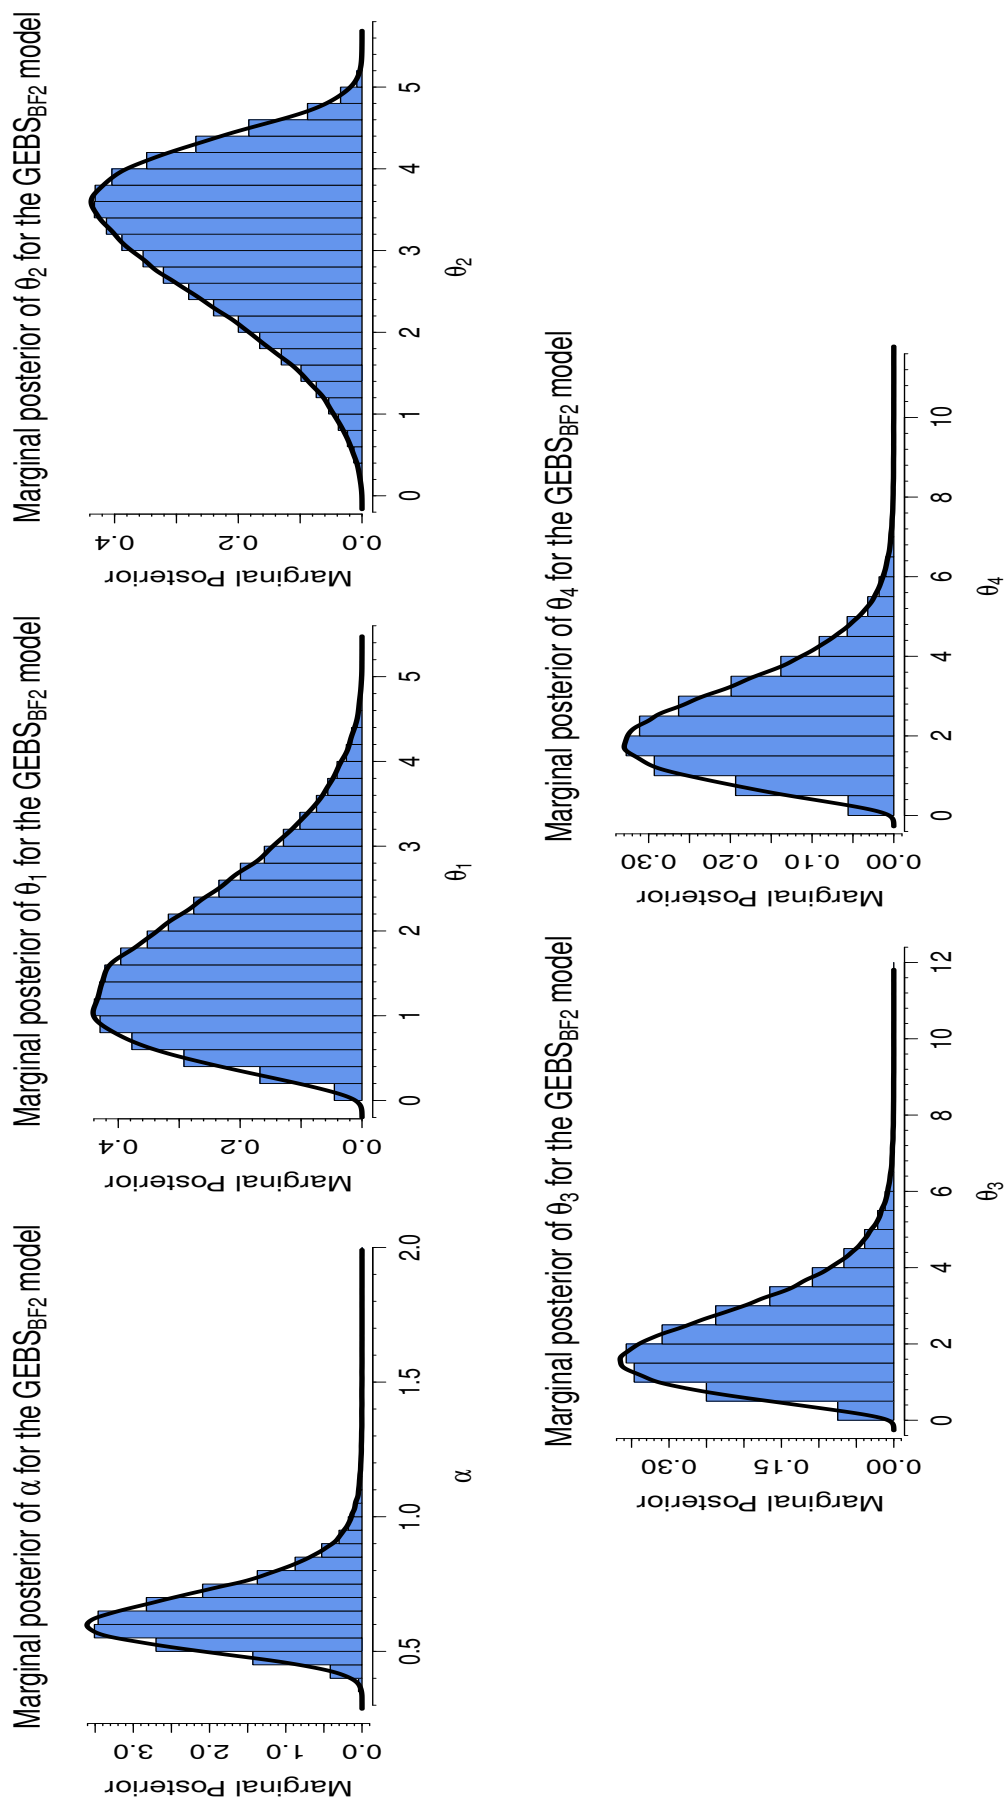 Marginal posterior of α for the GEBS_BF2 model
Marginal Posterior
0.0 1.0 2.0 3.0
0.5 1.0 1.5 2.0
α
Marginal posterior of θ₁ for the GEBS_BF2 model
Marginal Posterior
0.0 0.2 0.4
0 1 2 3 4 5
θ₁
Marginal posterior of θ₂ for the GEBS_BF2 model
Marginal Posterior
0.0 0.2 0.4
0 1 2 3 4 5
θ₂
Marginal posterior of θ₃ for the GEBS_BF2 model
Marginal Posterior
0.00 0.15 0.30
0 2 4 6 8 10 12
θ₃
Marginal posterior of θ₄ for the GEBS_BF2 model
Marginal Posterior
0.00 0.10 0.20 0.30
0 2 4 6 8 10
θ₄